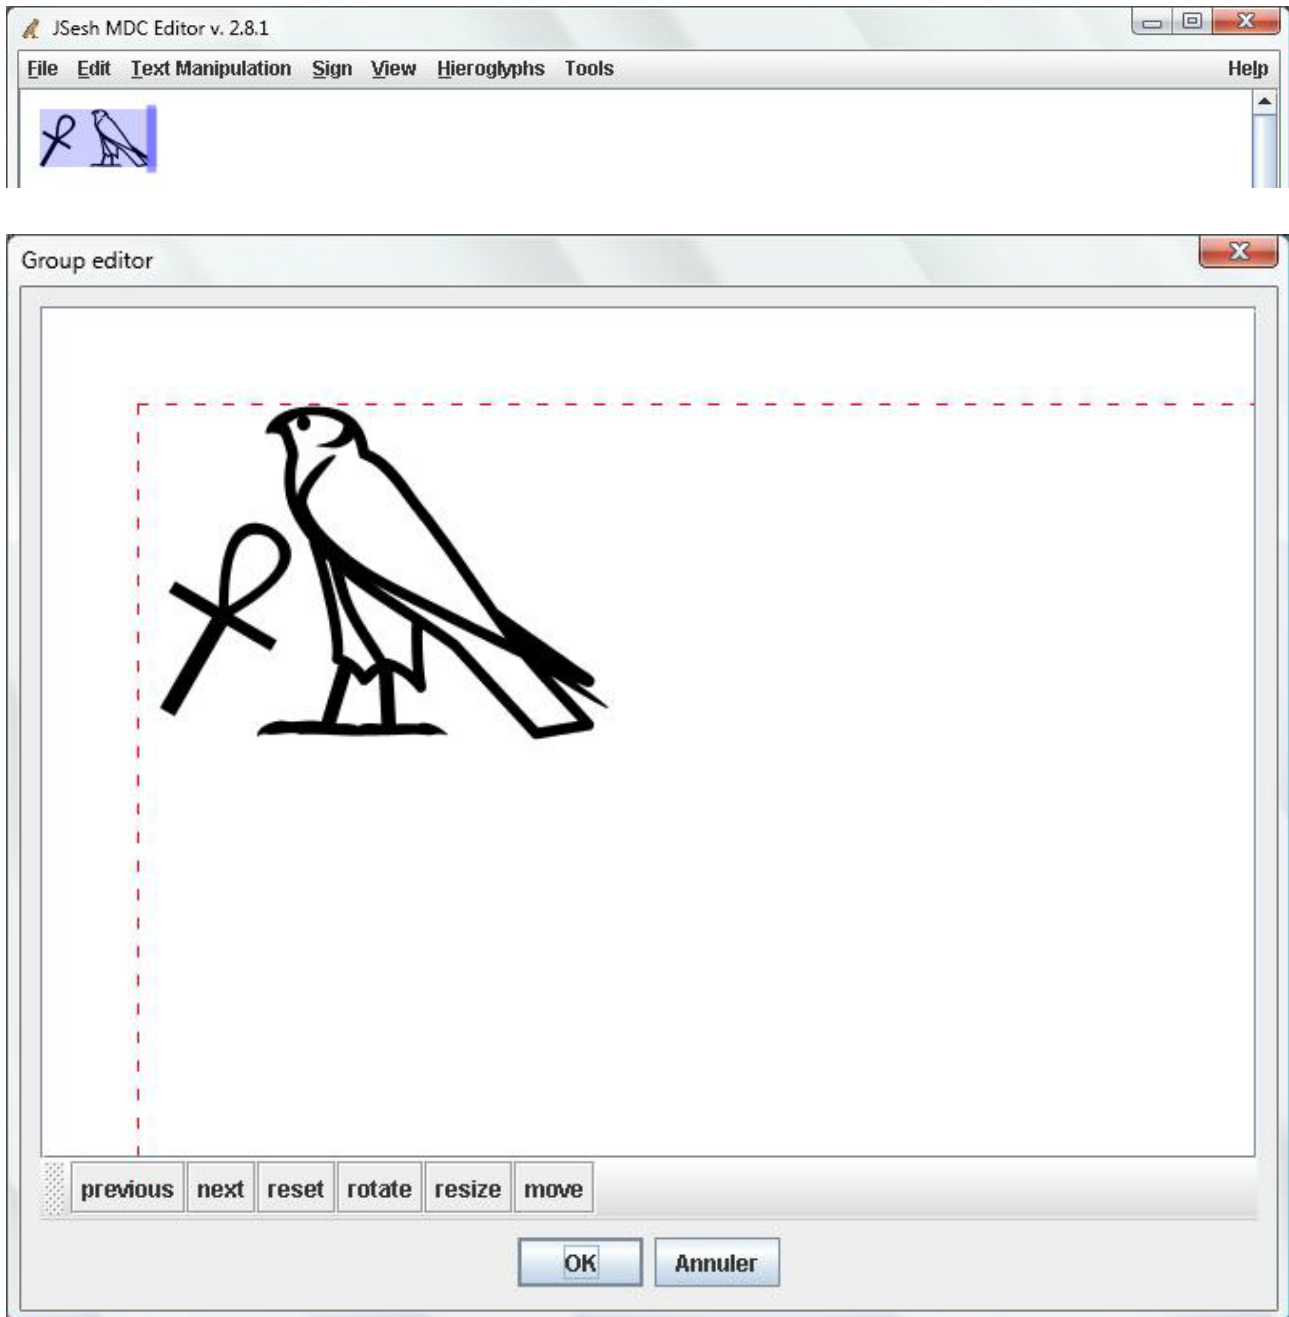 JSesh MDC Editor v. 2.8.1
File Edit Text Manipulation Sign View Hieroglyphs Tools Help
𓋹 𓅃
Group editor
𓋹 𓅃
previous next reset rotate resize move
OK Annuler